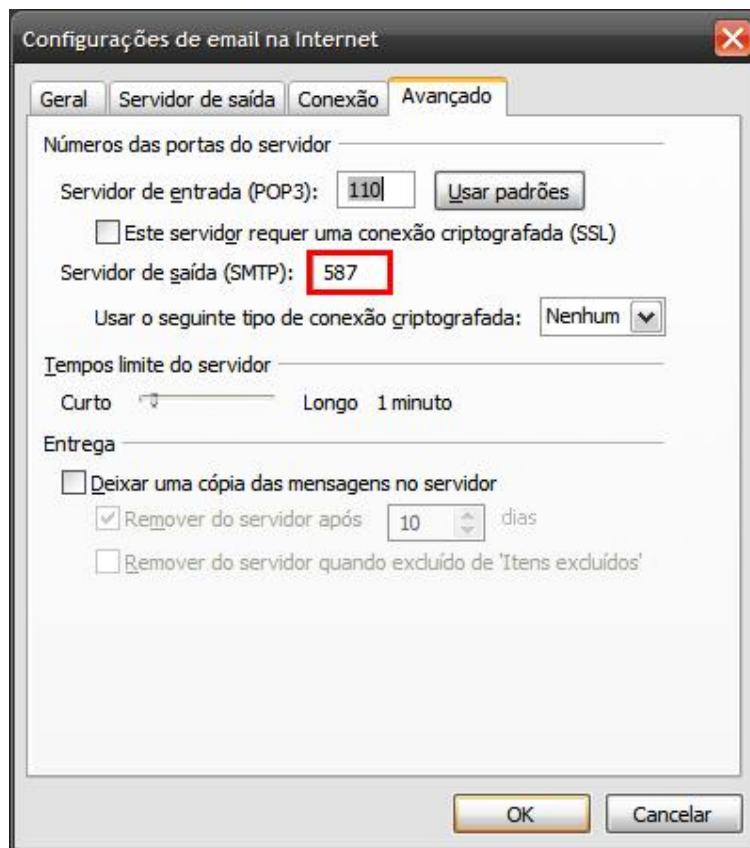 Configurações de email na Internet
Geral Servidor de saída Conexão Avançado
Números das portas do servidor
Servidor de entrada (POP3): 110 Usar padrões
Este servidor requer uma conexão criptografada (SSL)
Servidor de saída (SMTP): 587
Usar o seguinte tipo de conexão criptografada: Nenhum
Tempos limite do servidor
Curto Longo 1 minuto
Entrega
Deixar uma cópia das mensagens no servidor
Remover do servidor após 10 dias
Remover do servidor quando excluído de 'Itens excluídos'
OK Cancelar